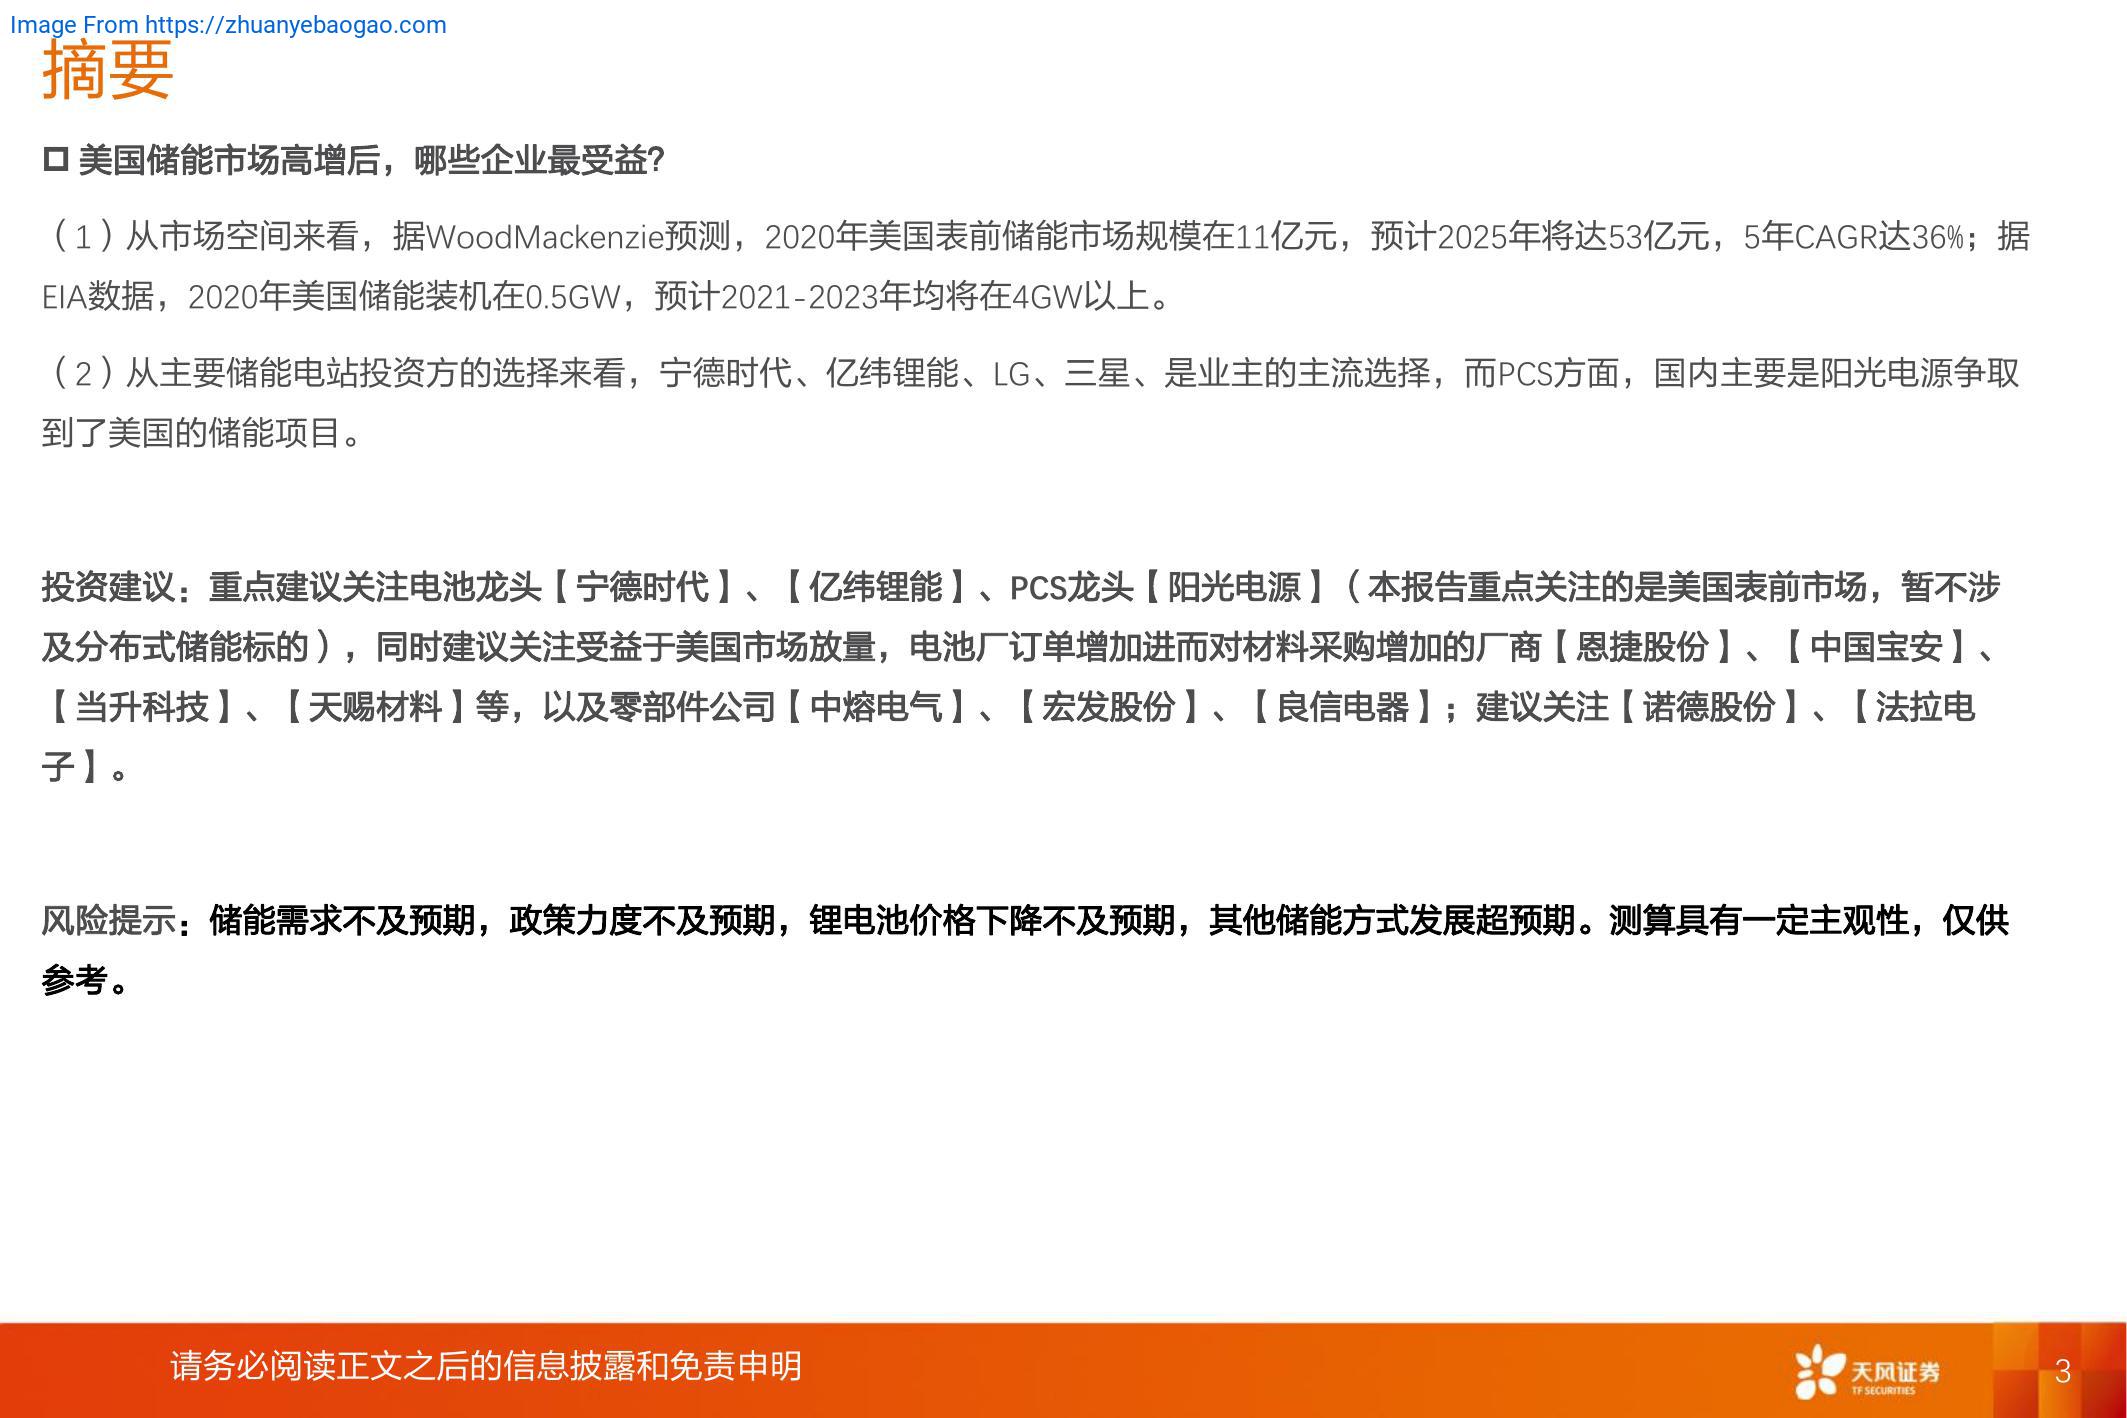 Image From https://zhuanyebaogao.com
摘要
美国储能市场高增后，哪些企业最受益？
（1）从市场空间来看，据WoodMackenzie预测，2020年美国表前储能市场规模在11亿元，预计2025年将达53亿元，5年CAGR达36%；据
EIA数据，2020年美国储能装机在0.5GW，预计2021-2023年均将在4GW以上。
（2）从主要储能电站投资方的选择来看，宁德时代、亿纬锂能、LG、三星、是业主的主流选择，而PCS方面，国内主要是阳光电源争取
到了美国的储能项目。
投资建议：重点建议关注电池龙头【宁德时代】、【亿纬锂能】、PCS龙头【阳光电源】（本报告重点关注的是美国表前市场，暂不涉
及分布式储能标的），同时建议关注受益于美国市场放量，电池厂订单增加进而对材料采购增加的厂商【恩捷股份】、【中国宝安】、
【当升科技】、【天赐材料】等，以及零部件公司【中熔电气】、【宏发股份】、【良信电器】；建议关注【诺德股份】、【法拉电
子】。
风险提示：储能需求不及预期，政策力度不及预期，锂电池价格下降不及预期，其他储能方式发展超预期。测算具有一定主观性，仅供
参考。
请务必阅读正文之后的信息披露和免责申明
天风证券
TF SECURITIES
3